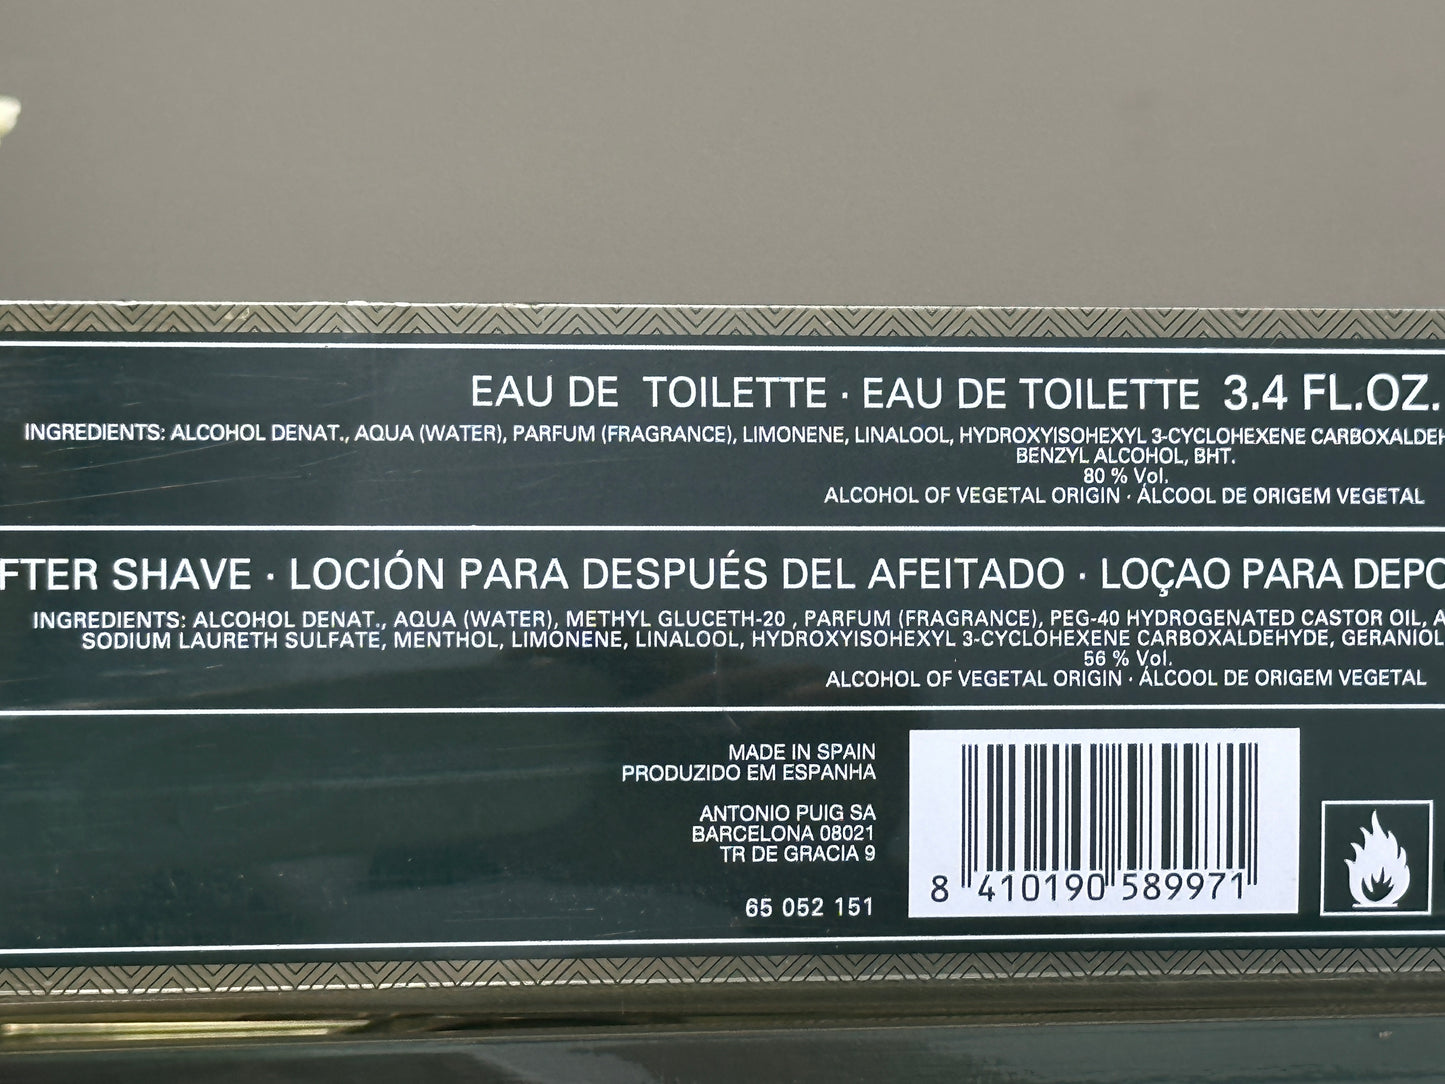 EAU DE TOILETTE · EAU DE TOILETTE 3.4 FL.OZ.
INGREDIENTS: ALCOHOL DENAT., AQUA (WATER), PARFUM (FRAGRANCE), LIMONENE, LINALOOL, HYDROXYISOHEXYL 3-CYCLOHEXENE CARBOXALDEH
BENZYL ALCOHOL, BHT.
80 % Vol.
ALCOHOL OF VEGETAL ORIGIN · ÁLCOOL DE ORIGEM VEGETAL
FTER SHAVE · LOCIÓN PARA DESPUÉS DEL AFEITADO · LOÇAO PARA DEPO
INGREDIENTS: ALCOHOL DENAT., AQUA (WATER), METHYL GLUCETH-20 , PARFUM (FRAGRANCE), PEG-40 HYDROGENATED CASTOR OIL, A
SODIUM LAURETH SULFATE, MENTHOL, LIMONENE, LINALOOL, HYDROXYISOHEXYL 3-CYCLOHEXENE CARBOXALDEHYDE, GERANIOL
56 % Vol.
ALCOHOL OF VEGETAL ORIGIN · ÁLCOOL DE ORIGEM VEGETAL
MADE IN SPAIN
PRODUZIDO EM ESPANHA
ANTONIO PUIG SA
BARCELONA 08021
TR DE GRACIA 9
65 052 151
8 410190 589971